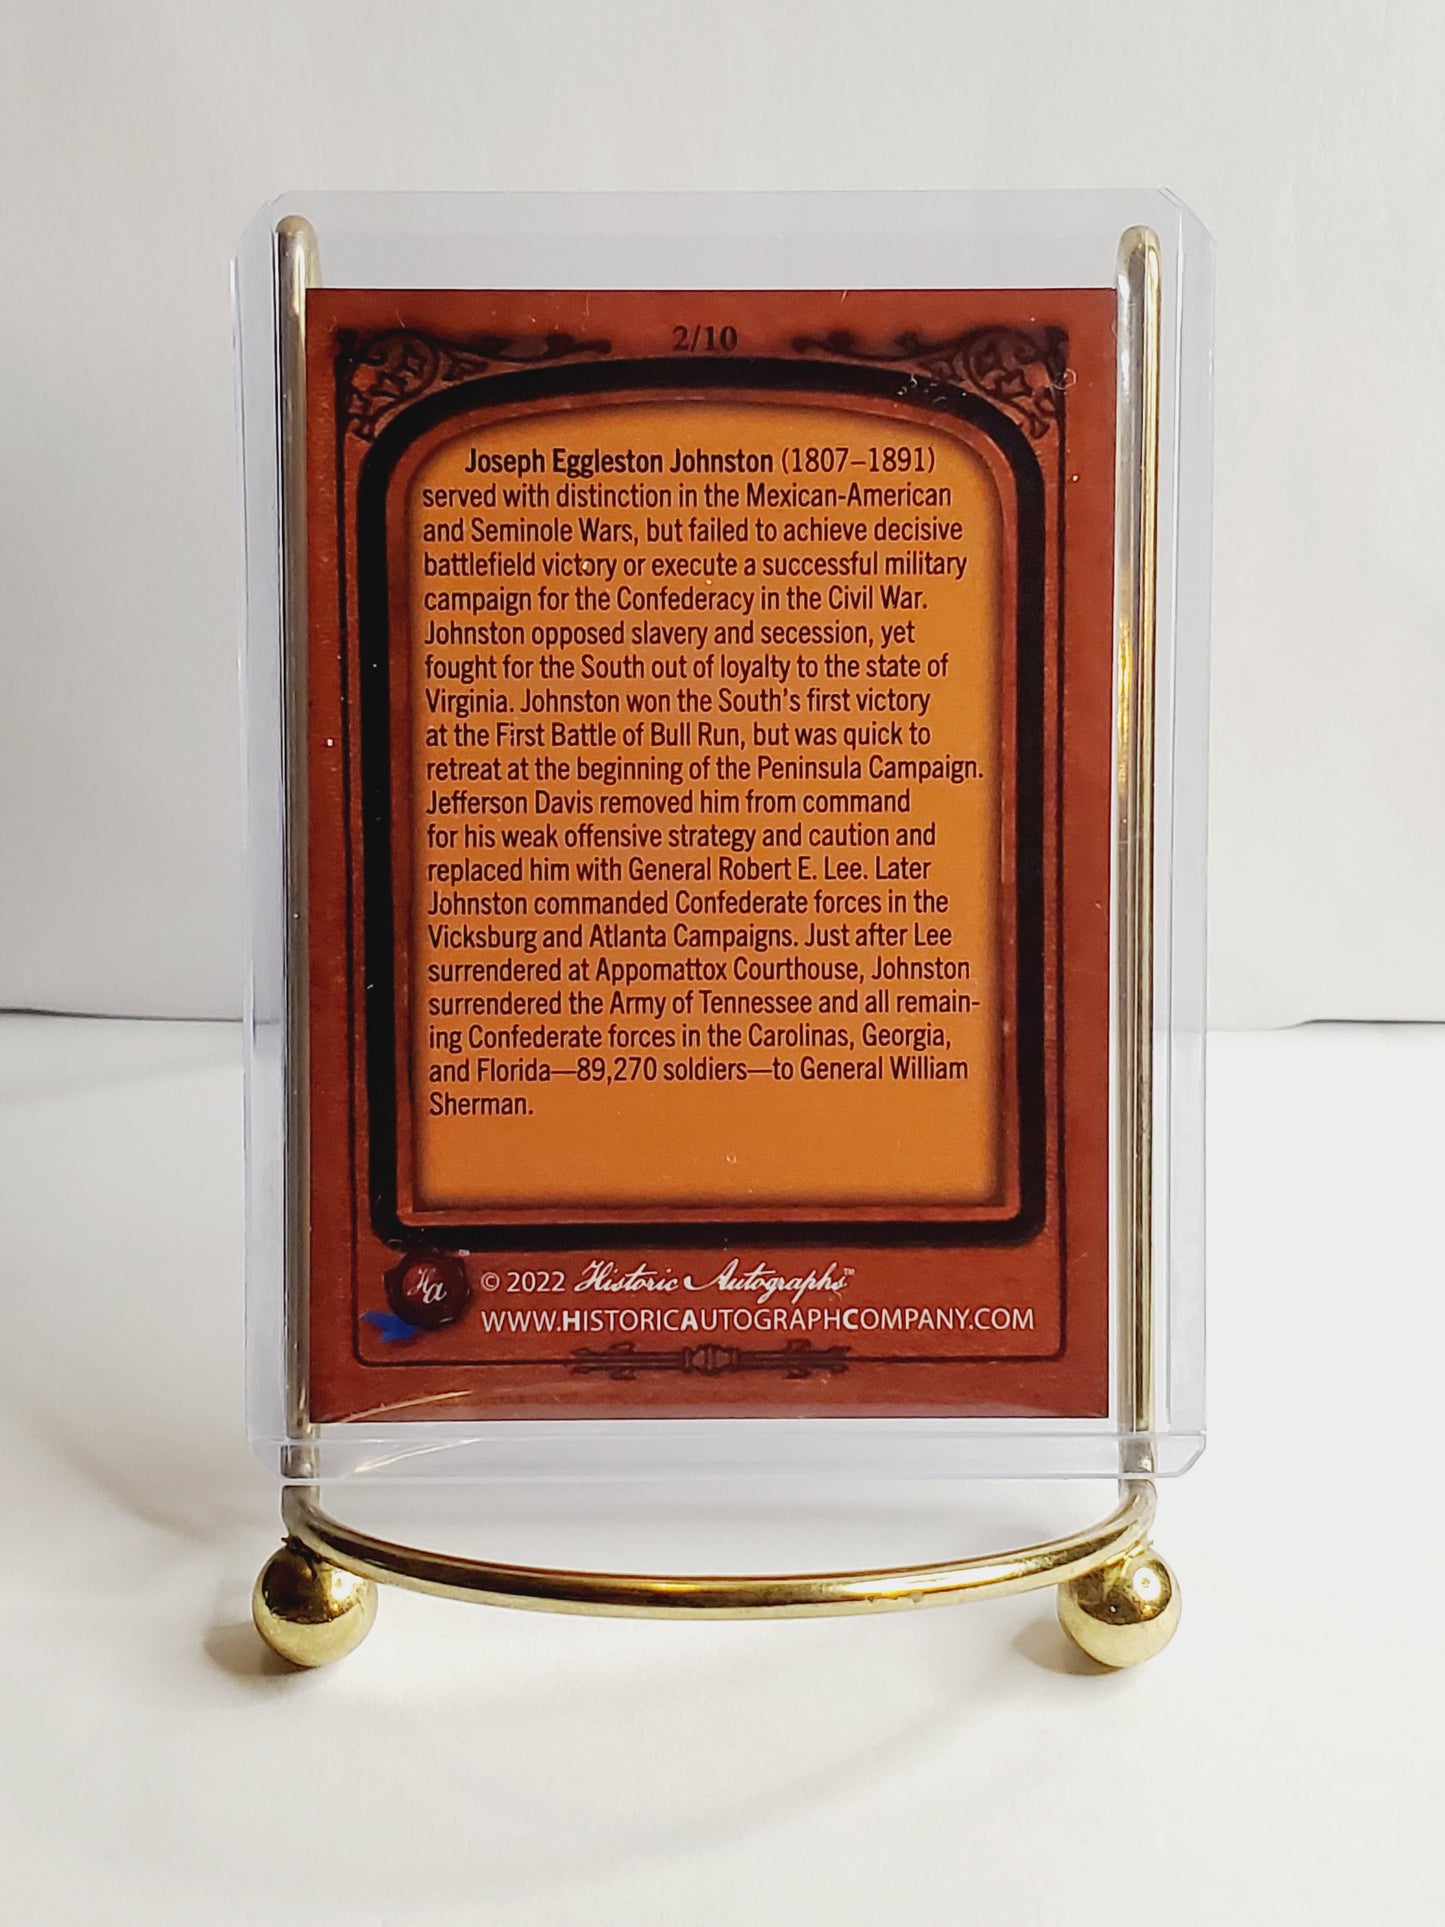 2/10
Joseph Eggleston Johnston (1807–1891)
served with distinction in the Mexican-American
and Seminole Wars, but failed to achieve decisive
battlefield victory or execute a successful military
campaign for the Confederacy in the Civil War.
Johnston opposed slavery and secession, yet
fought for the South out of loyalty to the state of
Virginia. Johnston won the South's first victory
at the First Battle of Bull Run, but was quick to
retreat at the beginning of the Peninsula Campaign.
Jefferson Davis removed him from command
for his weak offensive strategy and caution and
replaced him with General Robert E. Lee. Later
Johnston commanded Confederate forces in the
Vicksburg and Atlanta Campaigns. Just after Lee
surrendered at Appomattox Courthouse, Johnston
surrendered the Army of Tennessee and all remain-
ing Confederate forces in the Carolinas, Georgia,
and Florida—89,270 soldiers—to General William
Sherman.
Ha © 2022 Historic Autographs™
WWW.HISTORICAUTOGRAPHCOMPANY.COM